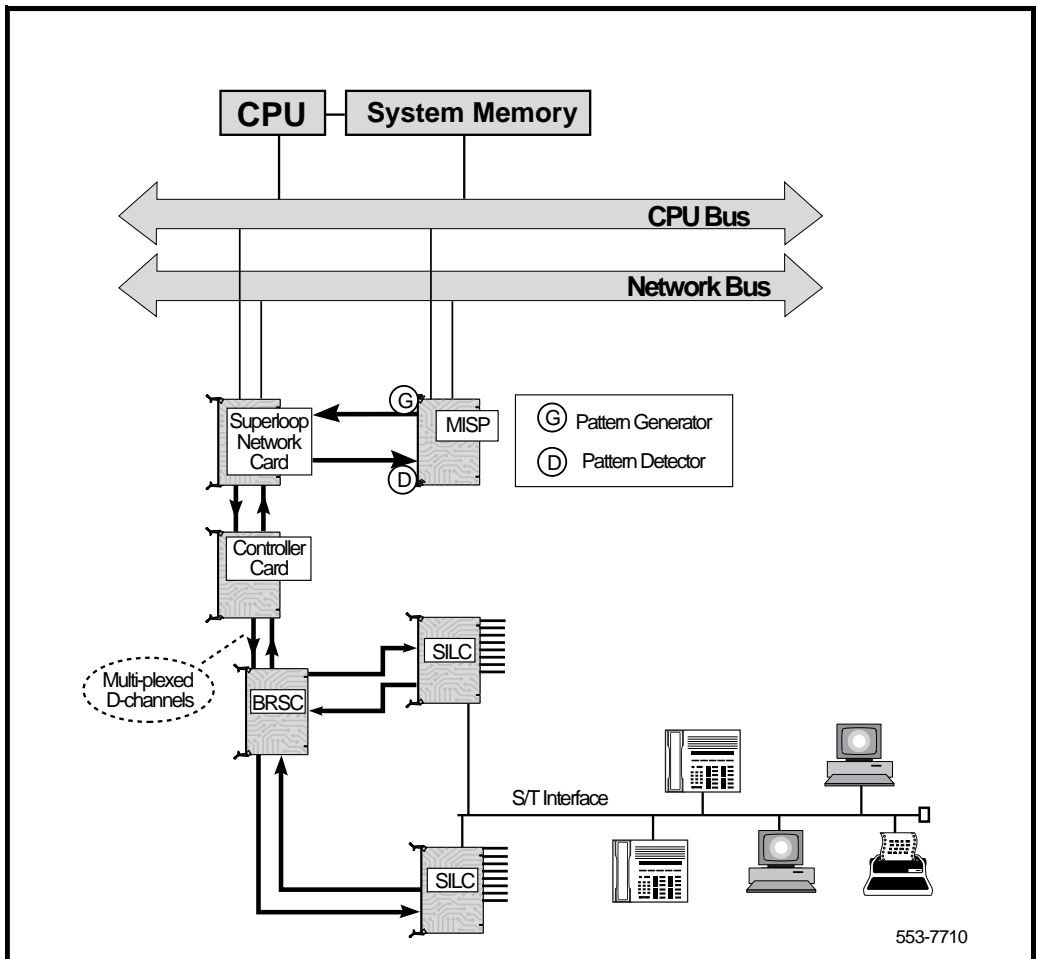 CPU
System Memory
CPU Bus
Network Bus
G
Superloop
Network
Card
MISP
D
G Pattern Generator
D Pattern Detector
Controller
Card
Multi-plexed
D-channels
BRSC
SILC
S/T Interface
SILC
553-7710